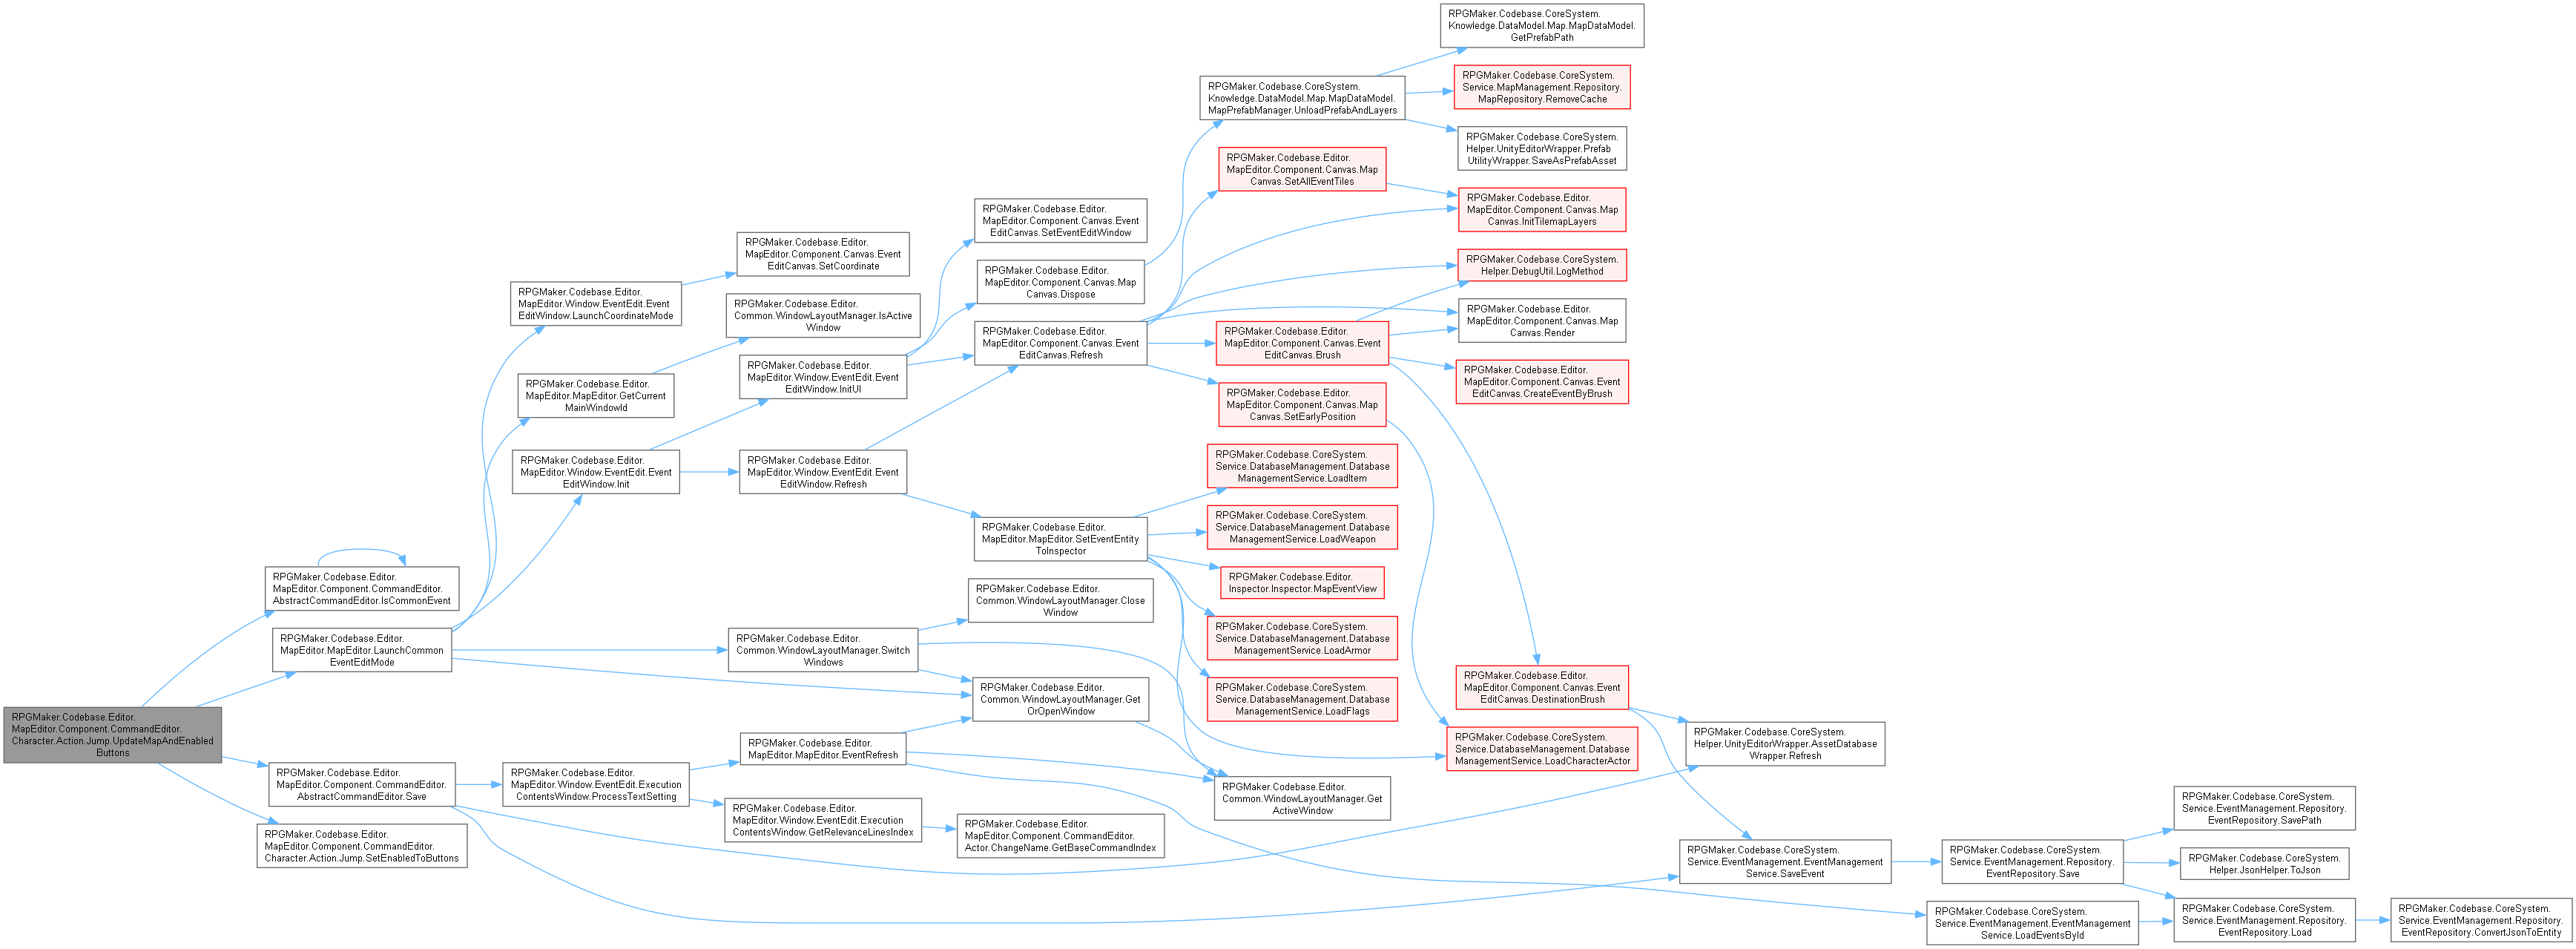 RPGMaker.Codebase.Editor.
MapEditor.Component.CommandEditor.
Character.Action.Jump.UpdateMapAndEnabled
Buttons
RPGMaker.Codebase.Editor.
MapEditor.Component.CommandEditor.
AbstractCommandEditor.IsCommonEvent
RPGMaker.Codebase.Editor.
MapEditor.MapEditor.LaunchCommon
EventEditMode
RPGMaker.Codebase.Editor.
MapEditor.Component.CommandEditor.
AbstractCommandEditor.Save
RPGMaker.Codebase.Editor.
MapEditor.Component.CommandEditor.
Character.Action.Jump.SetEnabledToButtons
RPGMaker.Codebase.Editor.
MapEditor.Window.EventEdit.Event
EditWindow.LaunchCoordinateMode
RPGMaker.Codebase.Editor.
MapEditor.MapEditor.GetCurrent
MainWindowId
RPGMaker.Codebase.Editor.
MapEditor.Window.EventEdit.Event
EditWindow.Init
RPGMaker.Codebase.Editor.
MapEditor.Window.EventEdit.Execution
ContentsWindow.ProcessTextSetting
RPGMaker.Codebase.Editor.
MapEditor.Component.Canvas.Event
EditCanvas.SetCoordinate
RPGMaker.Codebase.Editor.
Common.WindowLayoutManager.IsActive
Window
RPGMaker.Codebase.Editor.
MapEditor.Window.EventEdit.Event
EditWindow.InitUI
RPGMaker.Codebase.Editor.
MapEditor.Window.EventEdit.Event
EditWindow.Refresh
RPGMaker.Codebase.Editor.
Common.WindowLayoutManager.Switch
Windows
RPGMaker.Codebase.Editor.
MapEditor.MapEditor.EventRefresh
RPGMaker.Codebase.Editor.
MapEditor.Window.EventEdit.Execution
ContentsWindow.GetRelevanceLinesIndex
RPGMaker.Codebase.Editor.
MapEditor.Component.Canvas.Event
EditCanvas.SetEventEditWindow
RPGMaker.Codebase.Editor.
MapEditor.Component.Canvas.Map
Canvas.Dispose
RPGMaker.Codebase.Editor.
MapEditor.Component.Canvas.Event
EditCanvas.Refresh
RPGMaker.Codebase.Editor.
MapEditor.MapEditor.SetEventEntity
ToInspector
RPGMaker.Codebase.Editor.
Common.WindowLayoutManager.Close
Window
RPGMaker.Codebase.Editor.
Common.WindowLayoutManager.Get
OrOpenWindow
RPGMaker.Codebase.Editor.
MapEditor.Component.CommandEditor.
Actor.ChangeName.GetBaseCommandIndex
RPGMaker.Codebase.CoreSystem.
Knowledge.DataModel.Map.MapDataModel.
MapPrefabManager.UnloadPrefabAndLayers
RPGMaker.Codebase.Editor.
MapEditor.Component.Canvas.Map
Canvas.SetAllEventTiles
RPGMaker.Codebase.Editor.
MapEditor.Component.Canvas.Event
EditCanvas.Brush
RPGMaker.Codebase.Editor.
MapEditor.Component.Canvas.Map
Canvas.SetEarlyPosition
RPGMaker.Codebase.CoreSystem.
Service.DatabaseManagement.Database
ManagementService.LoadItem
RPGMaker.Codebase.CoreSystem.
Service.DatabaseManagement.Database
ManagementService.LoadWeapon
RPGMaker.Codebase.Editor.
Inspector.Inspector.MapEventView
RPGMaker.Codebase.CoreSystem.
Service.DatabaseManagement.Database
ManagementService.LoadArmor
RPGMaker.Codebase.CoreSystem.
Service.DatabaseManagement.Database
ManagementService.LoadFlags
RPGMaker.Codebase.Editor.
Common.WindowLayoutManager.Get
ActiveWindow
RPGMaker.Codebase.CoreSystem.
Knowledge.DataModel.Map.MapDataModel.
GetPrefabPath
RPGMaker.Codebase.CoreSystem.
Service.MapManagement.Repository.
MapRepository.RemoveCache
RPGMaker.Codebase.CoreSystem.
Helper.UnityEditorWrapper.Prefab
UtilityWrapper.SaveAsPrefabAsset
RPGMaker.Codebase.Editor.
MapEditor.Component.Canvas.Map
Canvas.InitTilemapLayers
RPGMaker.Codebase.CoreSystem.
Helper.DebugUtil.LogMethod
RPGMaker.Codebase.Editor.
MapEditor.Component.Canvas.Map
Canvas.Render
RPGMaker.Codebase.Editor.
MapEditor.Component.Canvas.Event
EditCanvas.CreateEventByBrush
RPGMaker.Codebase.Editor.
MapEditor.Component.Canvas.Event
EditCanvas.DestinationBrush
RPGMaker.Codebase.CoreSystem.
Service.DatabaseManagement.Database
ManagementService.LoadCharacterActor
RPGMaker.Codebase.CoreSystem.
Helper.UnityEditorWrapper.AssetDatabase
Wrapper.Refresh
RPGMaker.Codebase.CoreSystem.
Service.EventManagement.EventManagement
Service.SaveEvent
RPGMaker.Codebase.CoreSystem.
Service.EventManagement.Repository.
EventRepository.Save
RPGMaker.Codebase.CoreSystem.
Service.EventManagement.EventManagement
Service.LoadEventsById
RPGMaker.Codebase.CoreSystem.
Service.EventManagement.Repository.
EventRepository.SavePath
RPGMaker.Codebase.CoreSystem.
Helper.JsonHelper.ToJson
RPGMaker.Codebase.CoreSystem.
Service.EventManagement.Repository.
EventRepository.Load
RPGMaker.Codebase.CoreSystem.
Service.EventManagement.Repository.
EventRepository.ConvertJsonToEntity